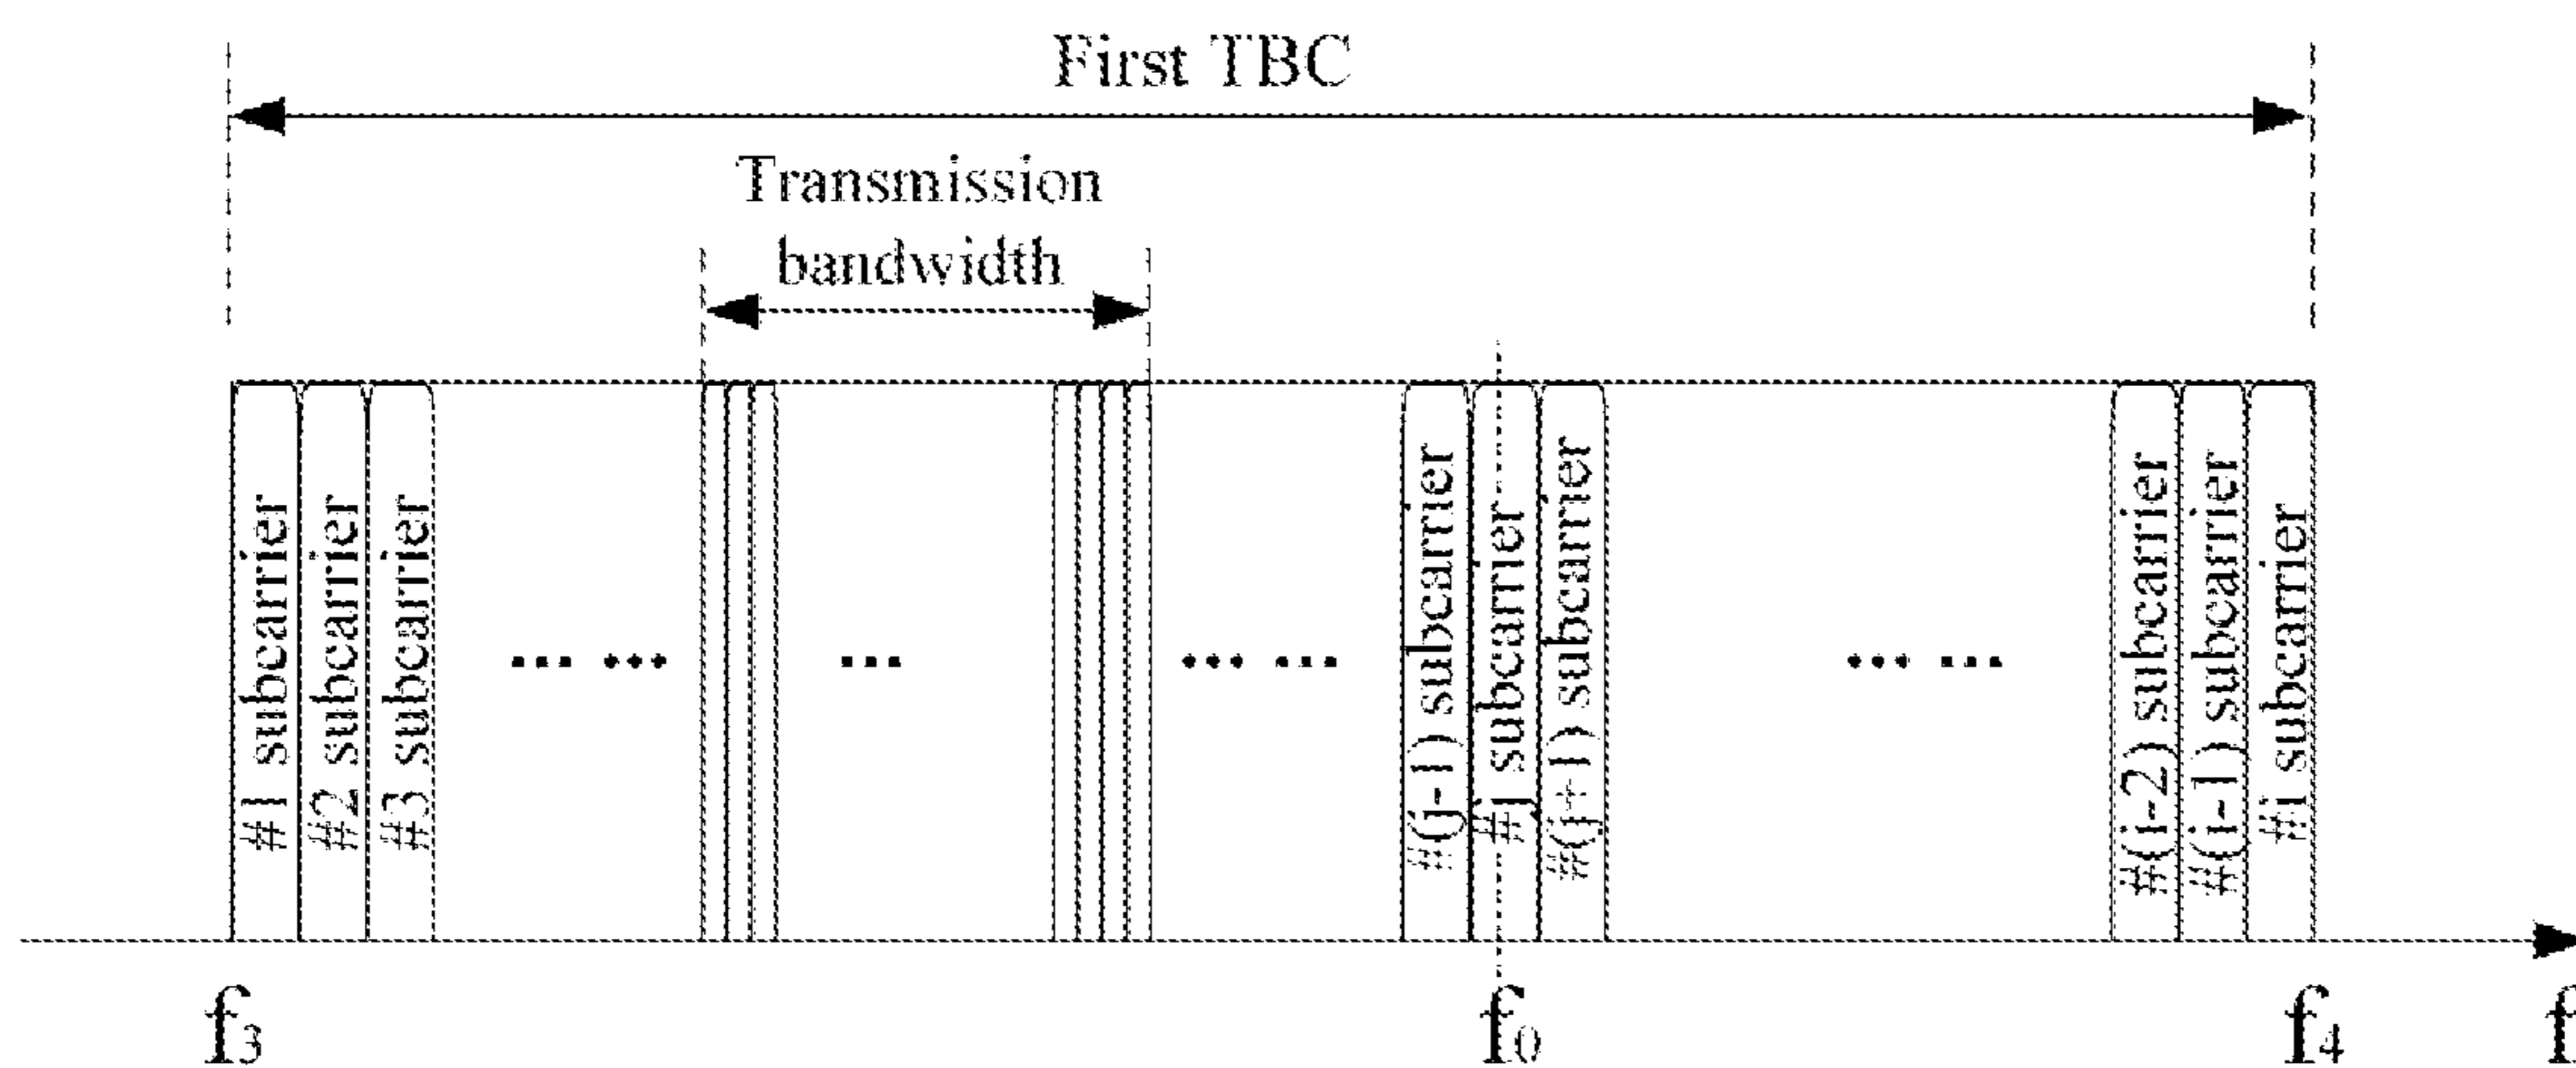 First TBC
Transmission
bandwidth
#1 subcarrier
#2 subcarrier
#3 subcarrier
... ...
...
... ...
#(j-1) subcarrier
#j subcarrier
#(j+1) subcarrier
... ...
#(i-2) subcarrier
#(i-1) subcarrier
#i subcarrier
f3
f0
f4
f